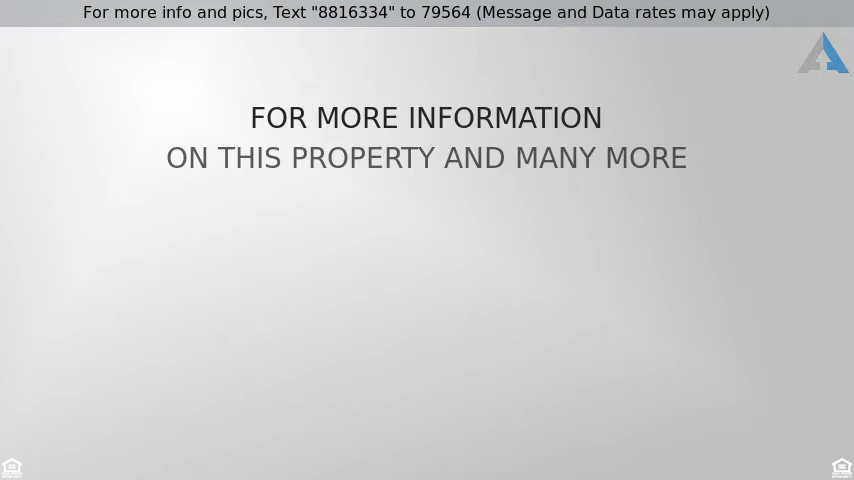 For more info and pics, Text "8816334" to 79564 (Message and Data rates may apply)
FOR MORE INFORMATION
ON THIS PROPERTY AND MANY MORE